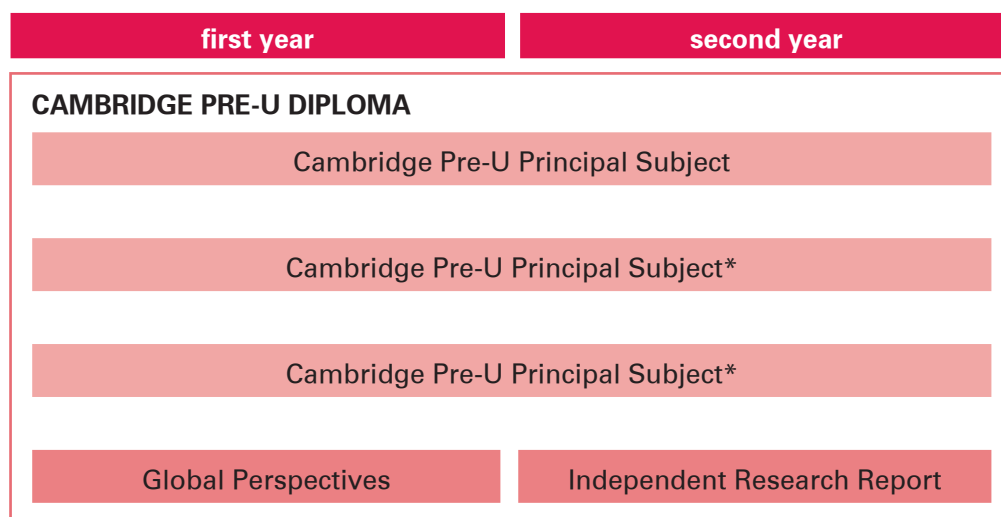 first year
second year
CAMBRIDGE PRE-U DIPLOMA
Cambridge Pre-U Principal Subject
Cambridge Pre-U Principal Subject*
Cambridge Pre-U Principal Subject*
Global Perspectives
Independent Research Report